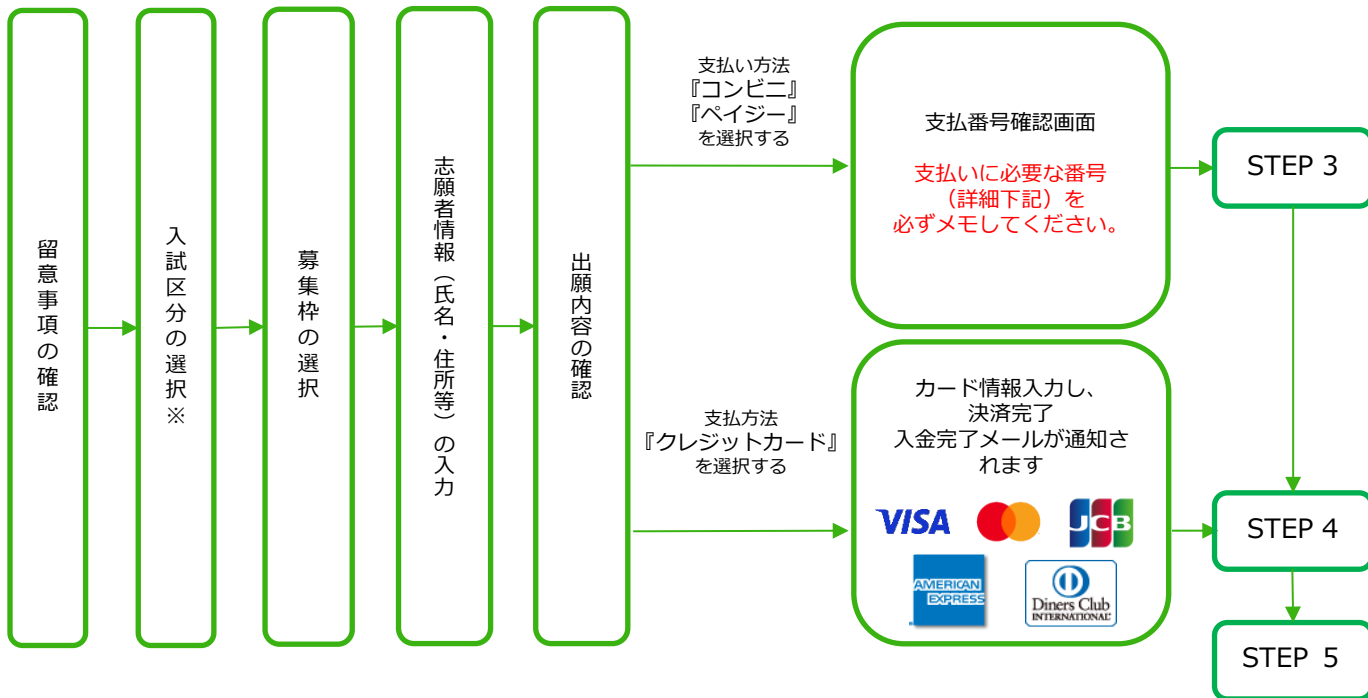 留意事項の確認
入試区分の選択※
募集枠の選択
志願者情報（氏名・住所等）の入力
出願内容の確認
支払い方法
『コンビニ』
『ペイジー』
を選択する
支払番号確認画面
支払いに必要な番号
（詳細下記）を
必ずメモしてください。
STEP 3
支払方法
『クレジットカード』
を選択する
カード情報入力し、
決済完了
入金完了メールが通知さ
れます
VISA
JCB
AMERICAN
EXPRESS
Diners Club
INTERNATIONAL
STEP 4
STEP 5